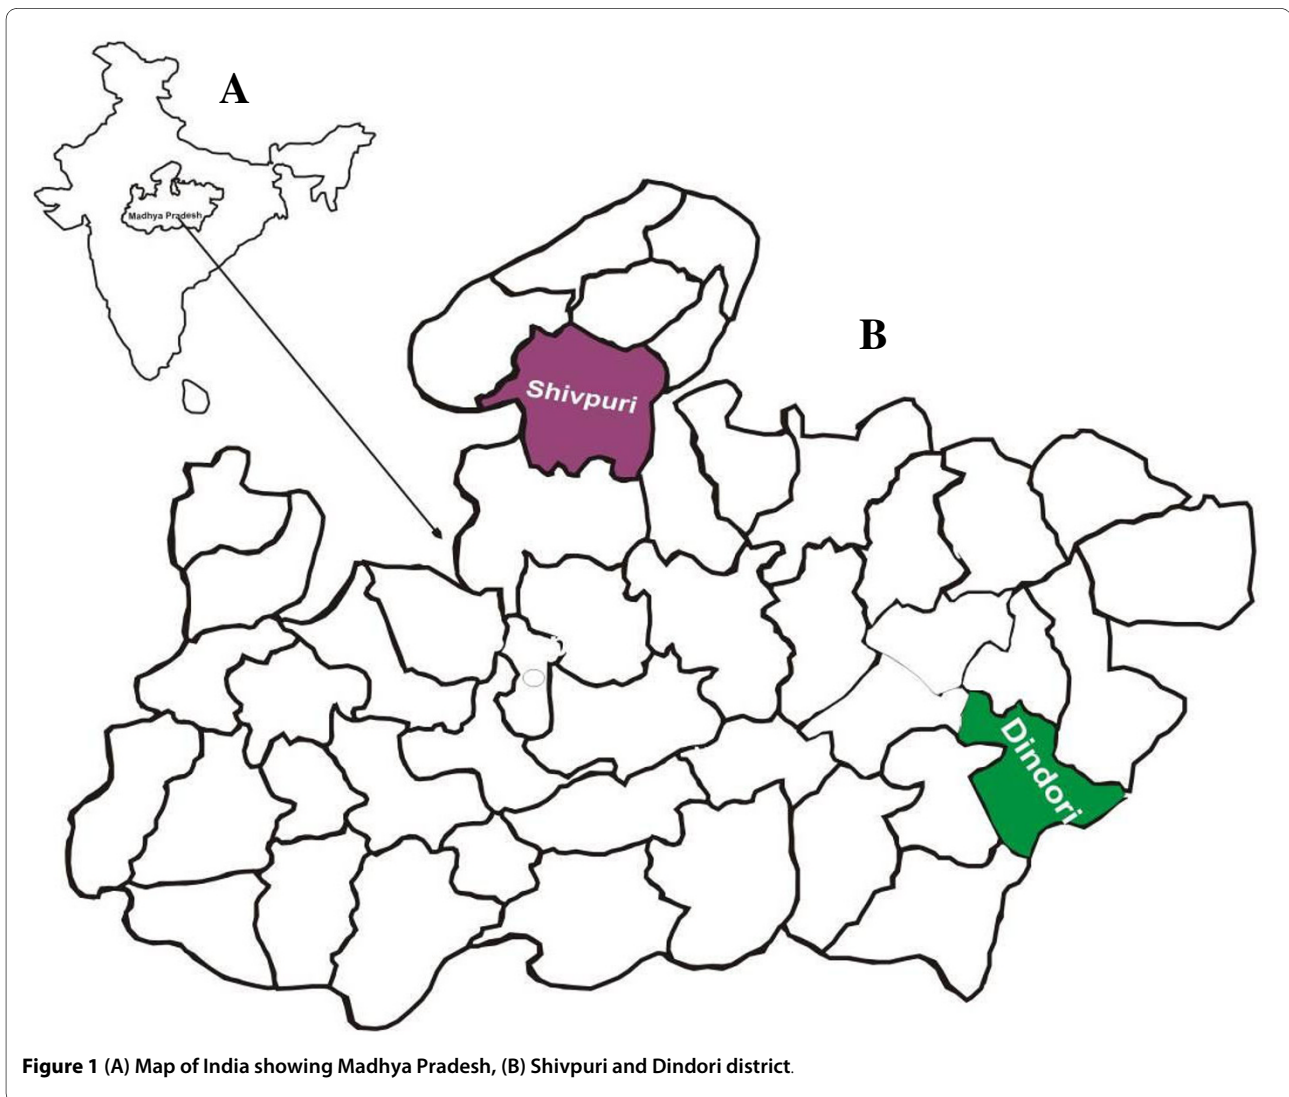 A
Madhya Pradesh
B
Shivpuri
Dindori
Figure 1 (A) Map of India showing Madhya Pradesh, (B) Shivpuri and Dindori district.